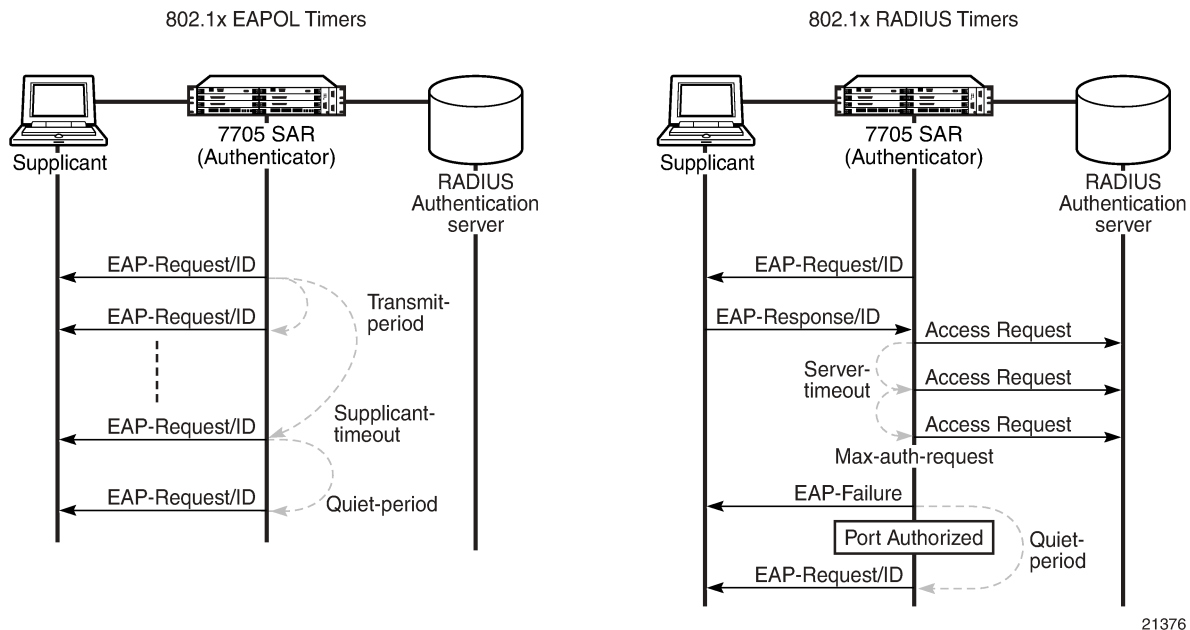 802.1x EAPOL Timers
Supplicant
7705 SAR
(Authenticator)
RADIUS
Authentication
server
EAP-Request/ID
Transmit-
period
EAP-Request/ID
Supplicant-
timeout
EAP-Request/ID
Quiet-period
EAP-Request/ID
802.1x RADIUS Timers
Supplicant
7705 SAR
(Authenticator)
RADIUS
Authentication
server
EAP-Request/ID
EAP-Response/ID
Access Request
Server-
timeout
Access Request
Access Request
Max-auth-request
EAP-Failure
Port Authorized
Quiet-
period
EAP-Request/ID
21376